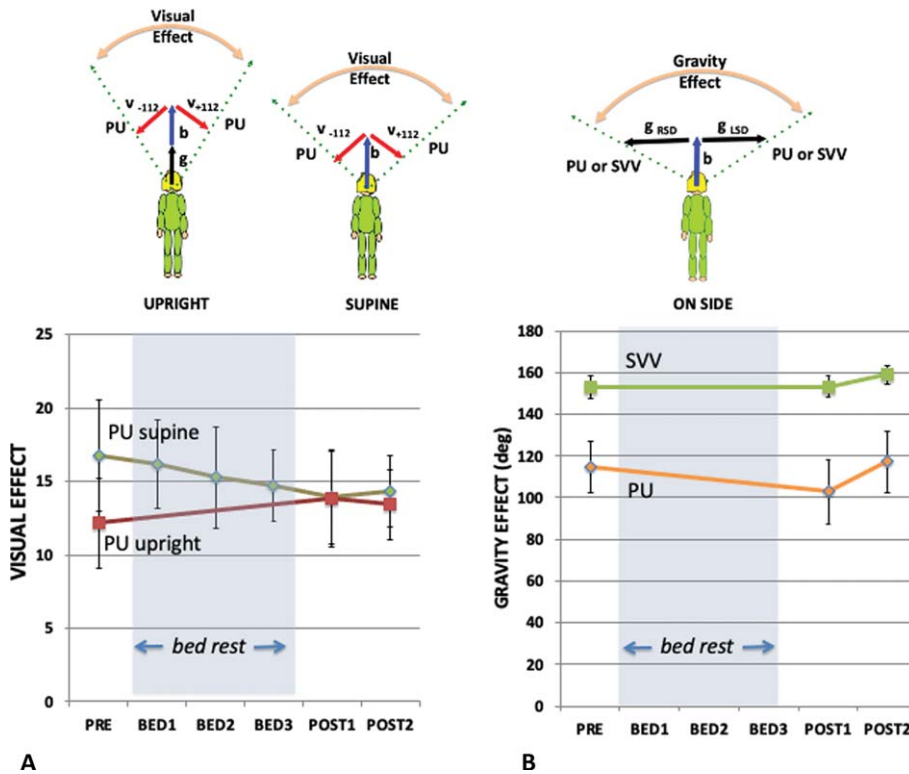 Visual
Effect
v -112
v +112
PU
PU
b
g
UPRIGHT
Visual
Effect
v -112
v +112
PU
PU
b
SUPINE
Gravity
Effect
g RSD
g LSD
PU or SVV
PU or SVV
b
ON SIDE
VISUAL EFFECT
25
20
15
10
5
0
PU supine
PU upright
bed rest
PRE BED1 BED2 BED3 POST1 POST2
A
GRAVITY EFFECT (deg)
180
160
140
120
100
80
60
40
20
0
SVV
PU
bed rest
PRE BED1 BED2 BED3 POST1 POST2
B